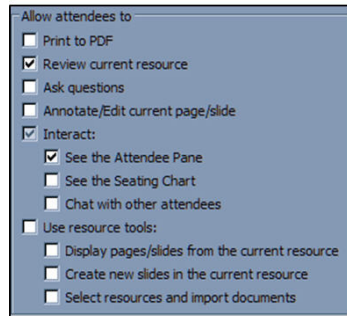 Allow attendees to
Print to PDF
Review current resource
Ask questions
Annotate/Edit current page/slide
Interact:
See the Attendee Pane
See the Seating Chart
Chat with other attendees
Use resource tools:
Display pages/slides from the current resource
Create new slides in the current resource
Select resources and import documents